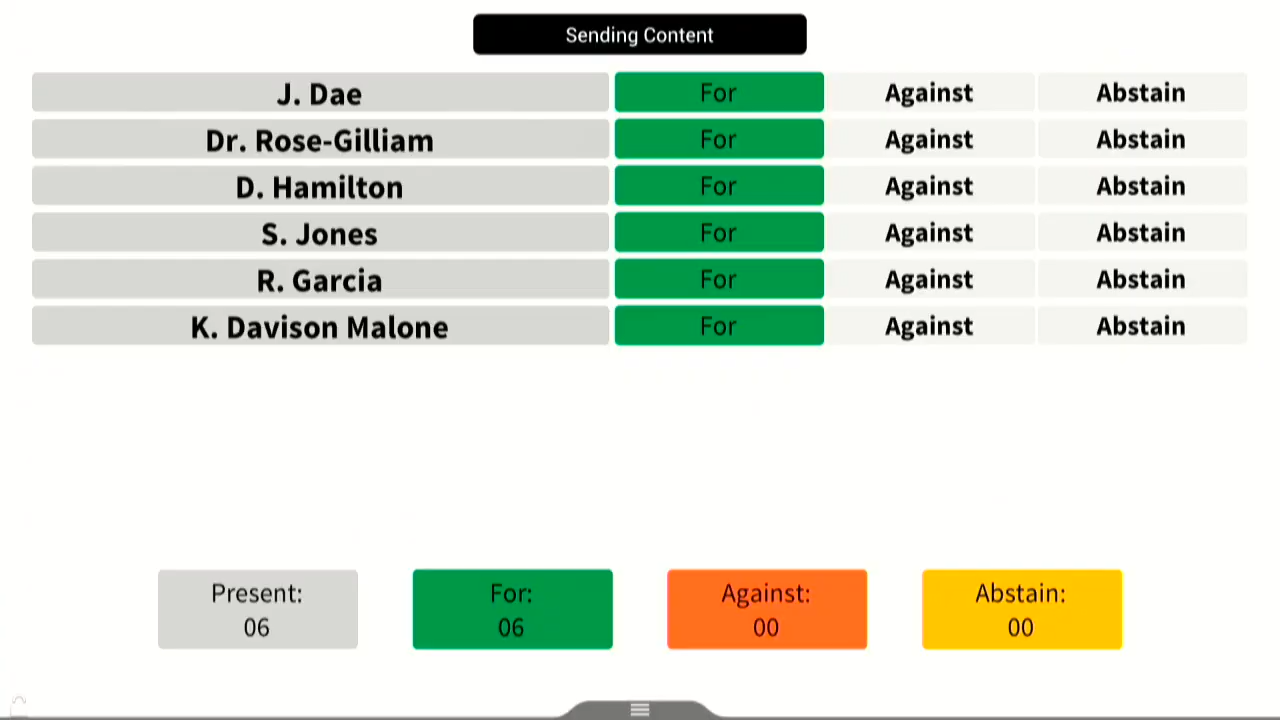 Sending Content
J. Dae For Against Abstain
Dr. Rose-Gilliam For Against Abstain
D. Hamilton For Against Abstain
S. Jones For Against Abstain
R. Garcia For Against Abstain
K. Davison Malone For Against Abstain
Present: For: Against: Abstain:
06 06 00 00